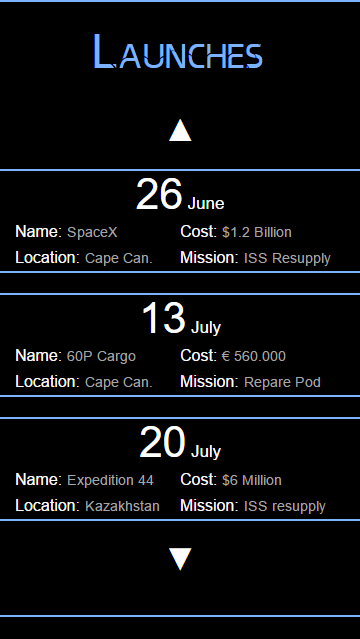 Launches
▲
26 June
Name: SpaceX Cost: $1.2 Billion
Location: Cape Can. Mission: ISS Resupply
13 July
Name: 60P Cargo Cost: € 560.000
Location: Cape Can. Mission: Repare Pod
20 July
Name: Expedition 44 Cost: $6 Million
Location: Kazakhstan Mission: ISS resupply
▼